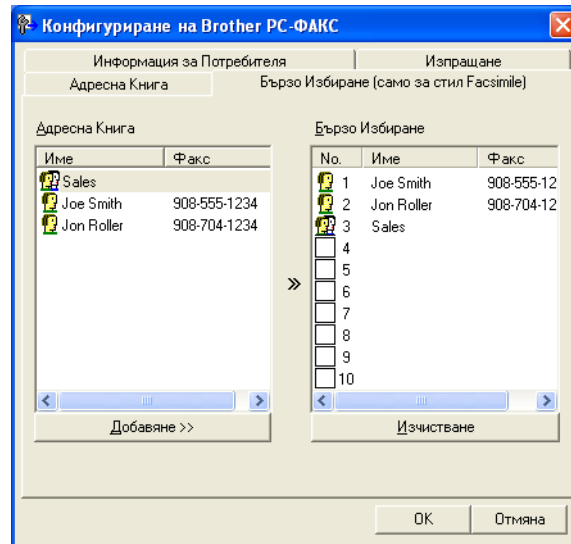 Конфигуриране на Brother PC-ФАКС
Информация за Потребителя Изпращане
Адресна Книга Бързо Избиране (само за стил Facsimile)
Адресна Книга Бързо Избиране
Име Факс No. Име Факс
Sales 1 Joe Smith 908-555-12
Joe Smith 908-555-1234 2 Jon Roller 908-704-12
Jon Roller 908-704-1234 3 Sales
4
5
6
»
7
8
9
10
Добавяне >> Изчистване
OK Отмяна